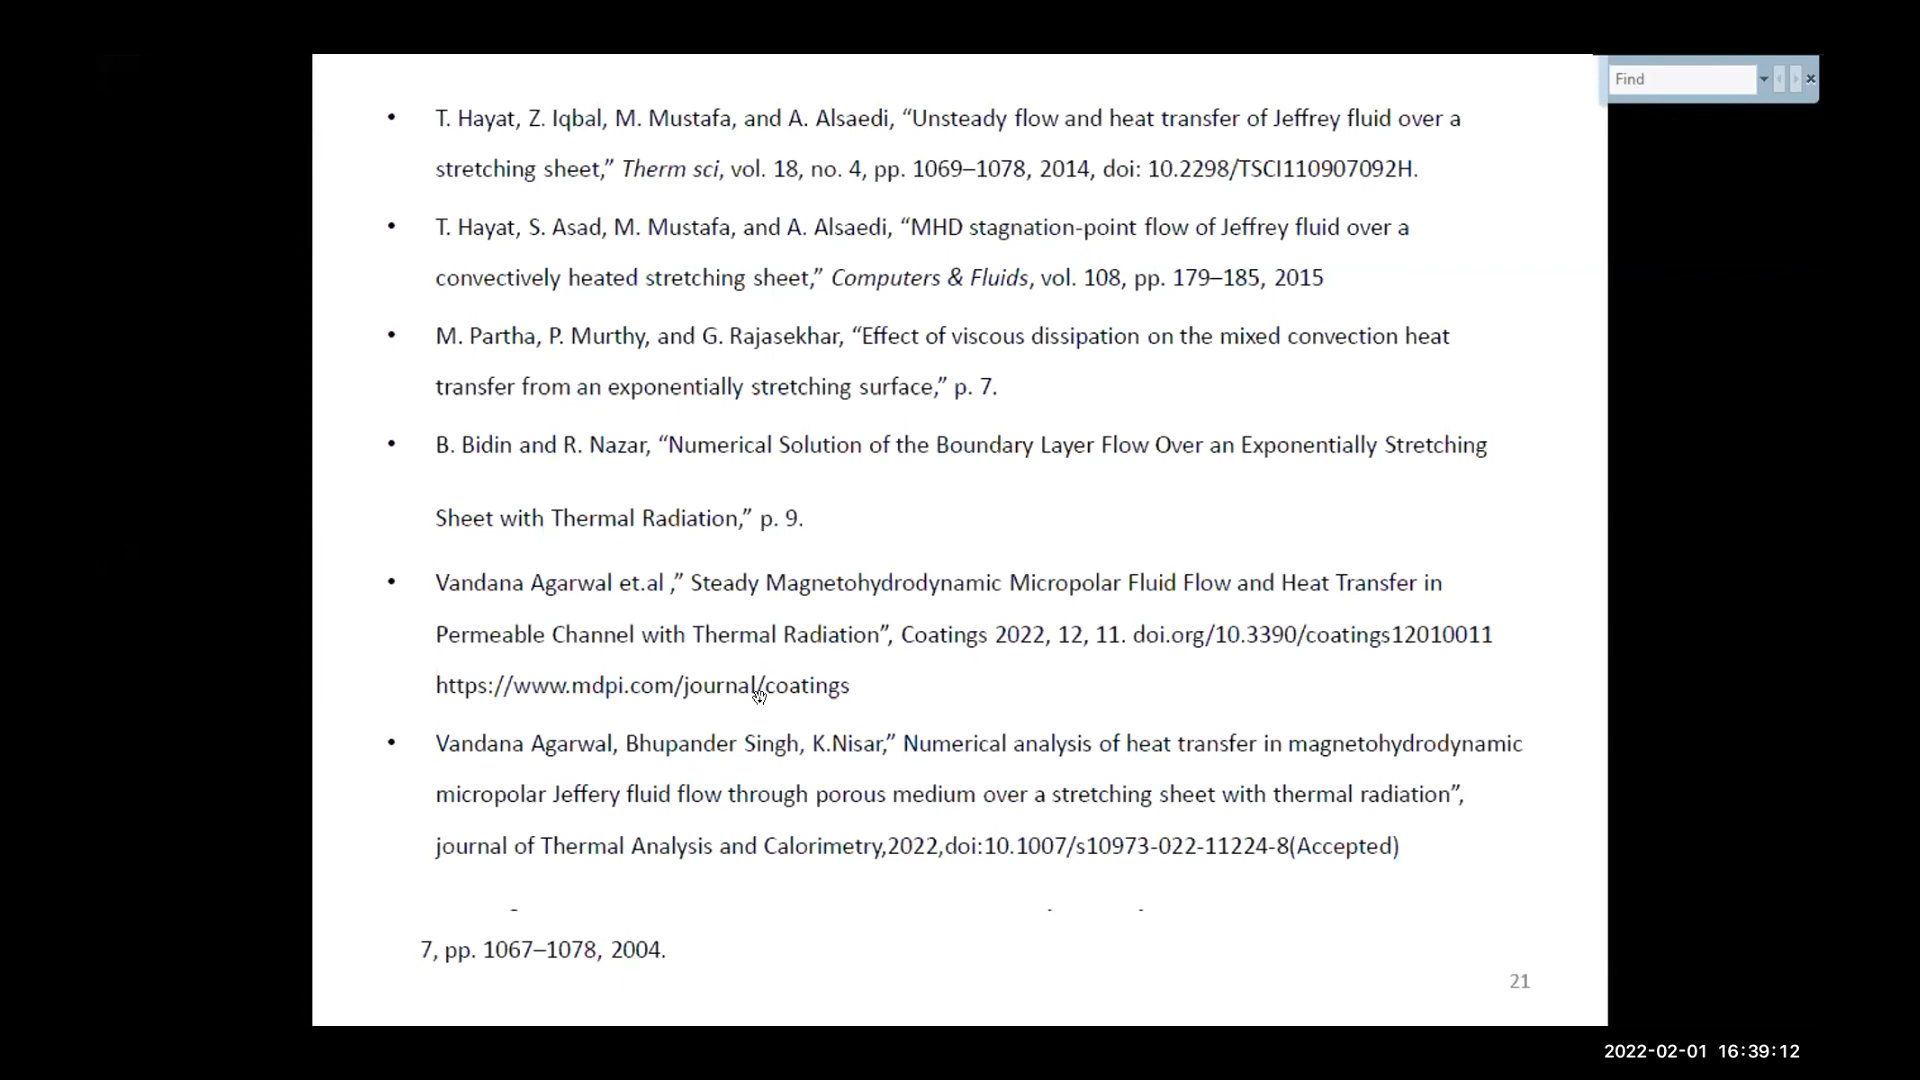 Find
• T. Hayat, Z. Iqbal, M. Mustafa, and A. Alsaedi, “Unsteady flow and heat transfer of Jeffrey fluid over a
stretching sheet,” Therm sci, vol. 18, no. 4, pp. 1069–1078, 2014, doi: 10.2298/TSCI110907092H.
• T. Hayat, S. Asad, M. Mustafa, and A. Alsaedi, “MHD stagnation-point flow of Jeffrey fluid over a
convectively heated stretching sheet,” Computers & Fluids, vol. 108, pp. 179–185, 2015
• M. Partha, P. Murthy, and G. Rajasekhar, “Effect of viscous dissipation on the mixed convection heat
transfer from an exponentially stretching surface,” p. 7.
• B. Bidin and R. Nazar, “Numerical Solution of the Boundary Layer Flow Over an Exponentially Stretching
Sheet with Thermal Radiation,” p. 9.
• Vandana Agarwal et.al ,” Steady Magnetohydrodynamic Micropolar Fluid Flow and Heat Transfer in
Permeable Channel with Thermal Radiation”, Coatings 2022, 12, 11. doi.org/10.3390/coatings12010011
https://www.mdpi.com/journal/coatings
• Vandana Agarwal, Bhupander Singh, K.Nisar,” Numerical analysis of heat transfer in magnetohydrodynamic
micropolar Jeffery fluid flow through porous medium over a stretching sheet with thermal radiation”,
journal of Thermal Analysis and Calorimetry,2022,doi:10.1007/s10973-022-11224-8(Accepted)
7, pp. 1067–1078, 2004.
21
2022-02-01 16:39:12